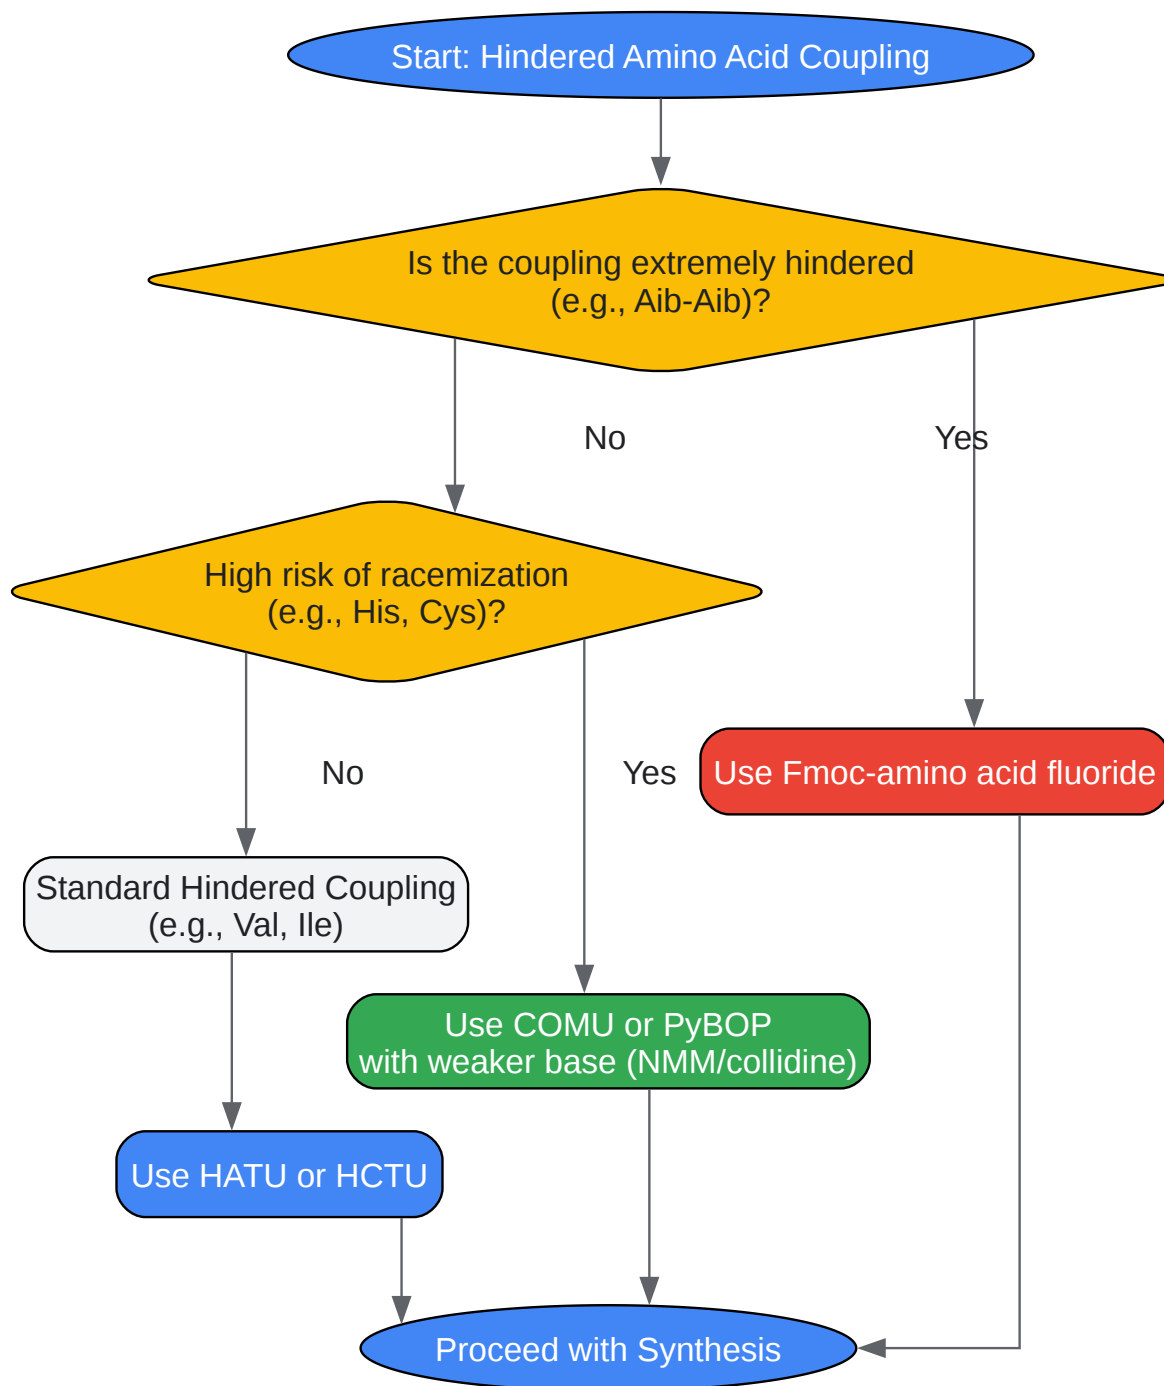 Start: Hindered Amino Acid Coupling
Is the coupling extremely hindered
(e.g., Aib-Aib)?
No
Yes
High risk of racemization
(e.g., His, Cys)?
No
Yes
Use Fmoc-amino acid fluoride
Standard Hindered Coupling
(e.g., Val, Ile)
Use COMU or PyBOP
with weaker base (NMM/collidine)
Use HATU or HCTU
Proceed with Synthesis